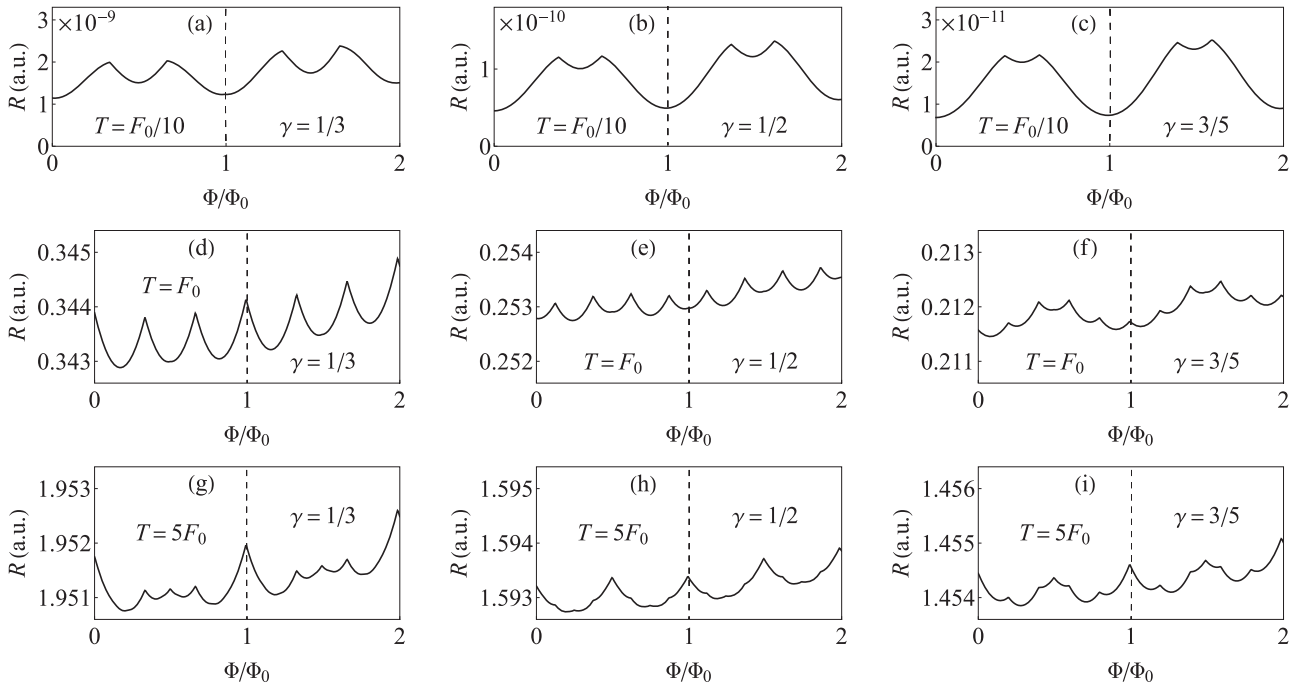 3 ×10⁻⁹ (a)
2
R (a.u.)
1
T = F₀/10 γ = 1/3
0
0 1 2
Φ/Φ₀
×10⁻¹⁰ (b)
1
R (a.u.)
T = F₀/10 γ = 1/2
0
0 1 2
Φ/Φ₀
3 ×10⁻¹¹ (c)
2
R (a.u.)
1
T = F₀/10 γ = 3/5
0
0 1 2
Φ/Φ₀
0.345 (d)
T = F₀
0.344
R (a.u.)
0.343 γ = 1/3
0 1 2
Φ/Φ₀
0.254 (e)
0.253
R (a.u.)
0.252 T = F₀ γ = 1/2
0 1 2
Φ/Φ₀
0.213 (f)
0.212
R (a.u.)
0.211 T = F₀ γ = 3/5
0 1 2
Φ/Φ₀
1.953 (g)
γ = 1/3
T = 5F₀
1.952
R (a.u.)
1.951
0 1 2
Φ/Φ₀
1.595 (h)
γ = 1/2
T = 5F₀
1.594
R (a.u.)
1.593
0 1 2
Φ/Φ₀
1.456 (i)
γ = 3/5
T = 5F₀
1.455
R (a.u.)
1.454
0 1 2
Φ/Φ₀